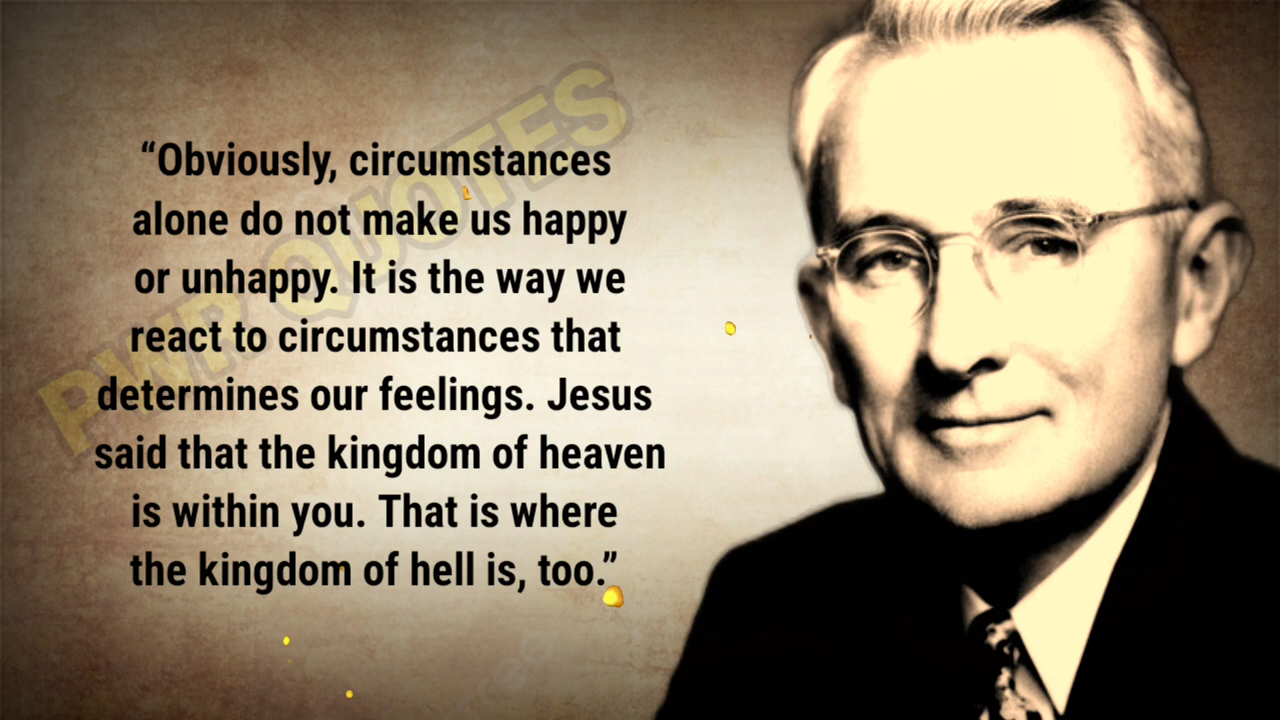 “Obviously, circumstances
alone do not make us happy
or unhappy. It is the way we
react to circumstances that
determines our feelings. Jesus
said that the kingdom of heaven
is within you. That is where
the kingdom of hell is, too.”
PWR QUOTES